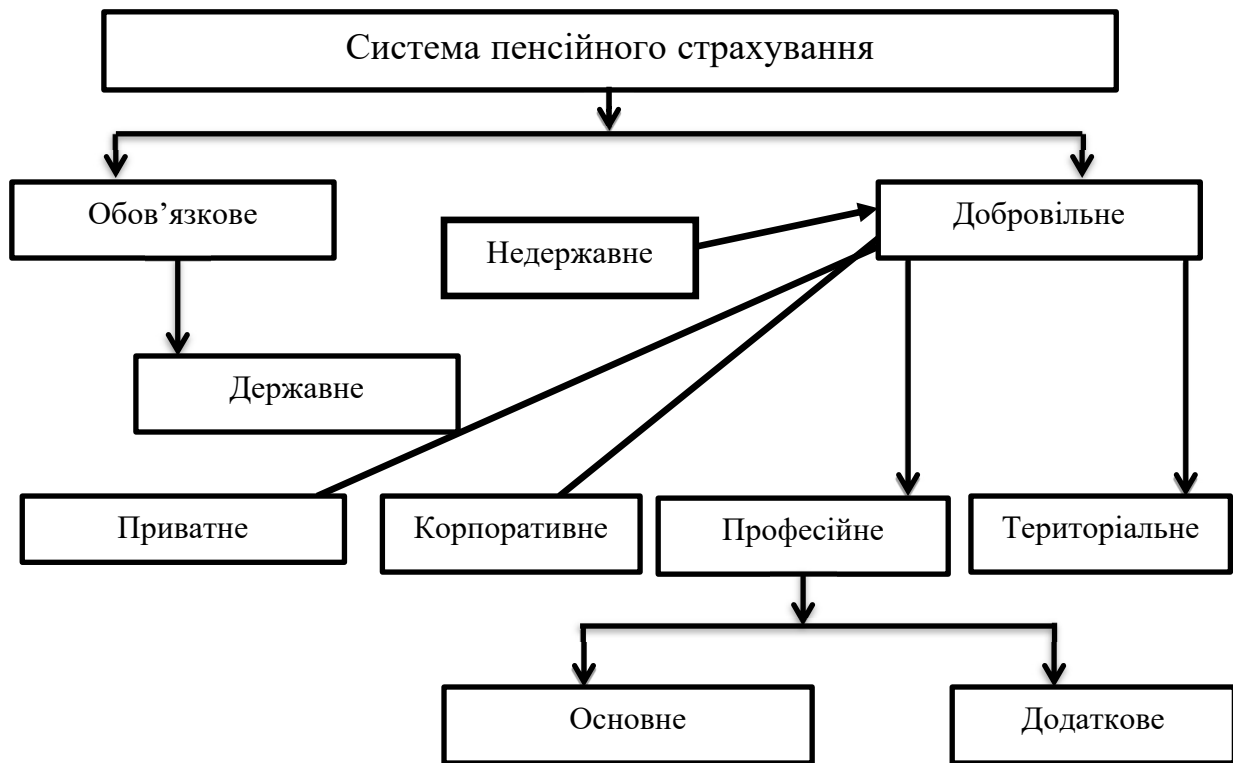 Система пенсійного страхування
Обов’язкове
Добровільне
Недержавне
Державне
Приватне
Корпоративне
Професійне
Територіальне
Основне
Додаткове